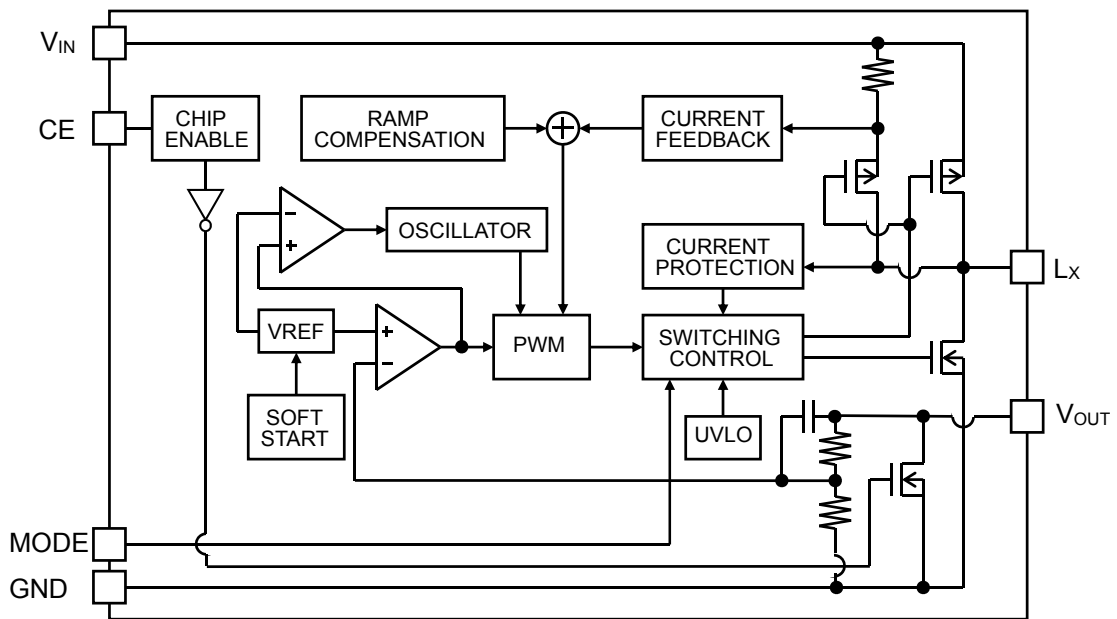 VIN
CE
CHIP
ENABLE
RAMP
COMPENSATION
+
CURRENT
FEEDBACK
−
+
OSCILLATOR
CURRENT
PROTECTION
LX
VREF
+
−
PWM
SWITCHING
CONTROL
SOFT
START
UVLO
VOUT
MODE
GND